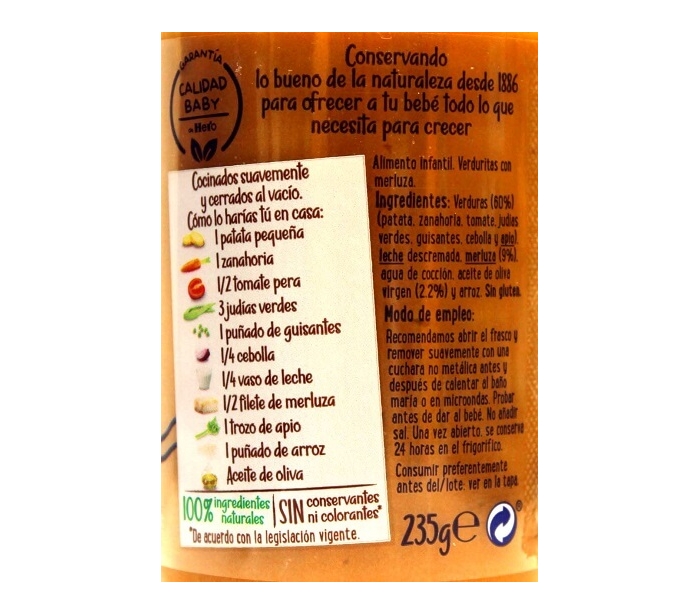 GARANTÍA
CALIDAD
BABY
de Hero
Conservando
lo bueno de la naturaleza desde 1886
para ofrecer a tu bebé todo lo que
necesita para crecer
Cocinados suavemente
y cerrados al vacío.
Cómo lo harías tú en casa:
1 patata pequeña
1 zanahoria
1/2 tomate pera
3 judías verdes
1 puñado de guisantes
1/4 cebolla
1/4 vaso de leche
1/2 filete de merluza
1 trozo de apio
1 puñado de arroz
Aceite de oliva
100% ingredientes
naturales
SIN conservantes
ni colorantes*
*De acuerdo con la legislación vigente.
Alimento Infantil. Verduritas con
merluza.
Ingredientes: Verduras (60%)
(patata, zanahoria, tomate, judías
verdes, guisantes, cebolla y apio),
leche descremada, merluza (9%),
agua de cocción, aceite de oliva
virgen (2.2%) y arroz. Sin gluten.
Modo de empleo:
Recomendamos abrir el frasco y
remover suavemente con una
cuchara no metálica antes y
después de calentar al baño
maría o en microondas. Probar
antes de dar al bebé. No añadir
sal. Una vez abierto, se conserva
24 horas en el frigorífico.
Consumir preferentemente
antes del/lote: ver en la tapa
235g e
®